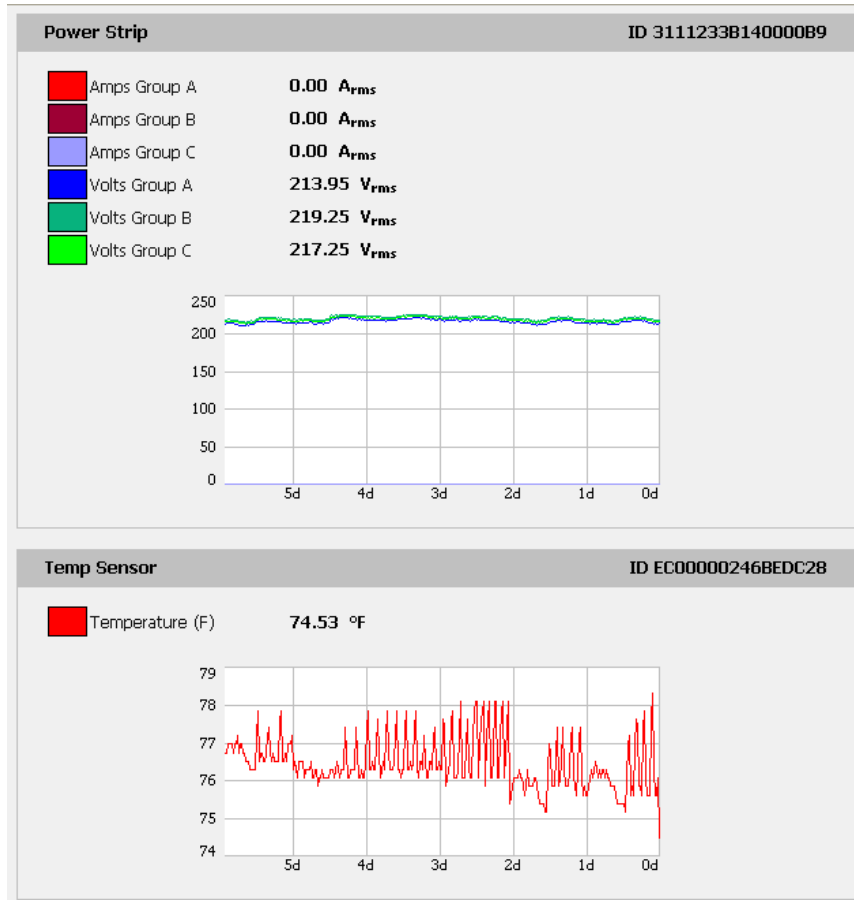 Power Strip ID 3111233B140000B9
Amps Group A 0.00 Arms
Amps Group B 0.00 Arms
Amps Group C 0.00 Arms
Volts Group A 213.95 Vrms
Volts Group B 219.25 Vrms
Volts Group C 217.25 Vrms
250
200
150
100
50
0
5d 4d 3d 2d 1d 0d
Temp Sensor ID EC00000246BEDC28
Temperature (F) 74.53 ºF
79
78
77
76
75
74
5d 4d 3d 2d 1d 0d